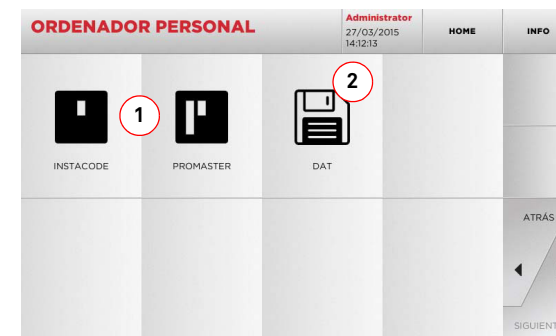 ORDENADOR PERSONAL
Administrator
27/03/2015
14:12:13
HOME
INFO
1
2
INSTACODE
PROMASTER
DAT
ATRÁS
SIGUIENT